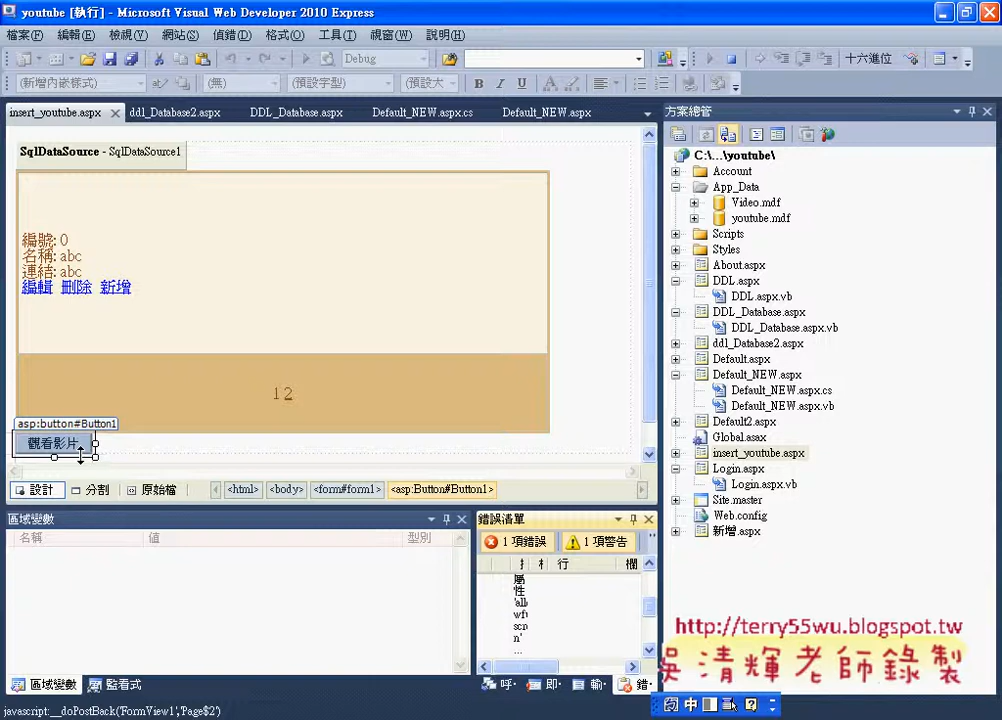 youtube [執行] - Microsoft Visual Web Developer 2010 Express
檔案(F) 編輯(E) 檢視(V) 網站(S) 偵錯(D) 格式(O) 工具(T) 視窗(W) 說明(H)
Debug
十六進位
(新增內嵌樣式) (無) (預設字型) (預設大 B I U A
insert_youtube.aspx ddl_Database2.aspx DDL_Database.aspx Default_NEW.aspx.cs Default_NEW.aspx
SqlDataSource - SqlDataSource1
編號: 0
名稱: abc
連結: abc
編輯 刪除 新增
1 2
asp:button#Button1
觀看影片
設計 分割 原始檔 <html> <body> <form#form1> <asp:Button#Button1>
區域變數
名稱 值 型別
區域變數 監看式
錯誤清單
1 項錯誤 1 項警告
行 欄
屬
性
'all
wfu
scr
n'
...
呼· 即· 輸· 錯·
方案總管
C:\...\youtube\
Account
App_Data
Video.mdf
youtube.mdf
Scripts
Styles
About.aspx
DDL.aspx
DDL.aspx.vb
DDL_Database.aspx
DDL_Database.aspx.vb
ddl_Database2.aspx
Default.aspx
Default_NEW.aspx
Default_NEW.aspx.cs
Default_NEW.aspx.vb
Default2.aspx
Global.asax
insert_youtube.aspx
Login.aspx
Login.aspx.vb
Site.master
Web.config
新增.aspx
http://terry55wu.blogspot.tw
吳清輝老師錄製
中
javascript:__doPostBack('FormView1','Page$2')